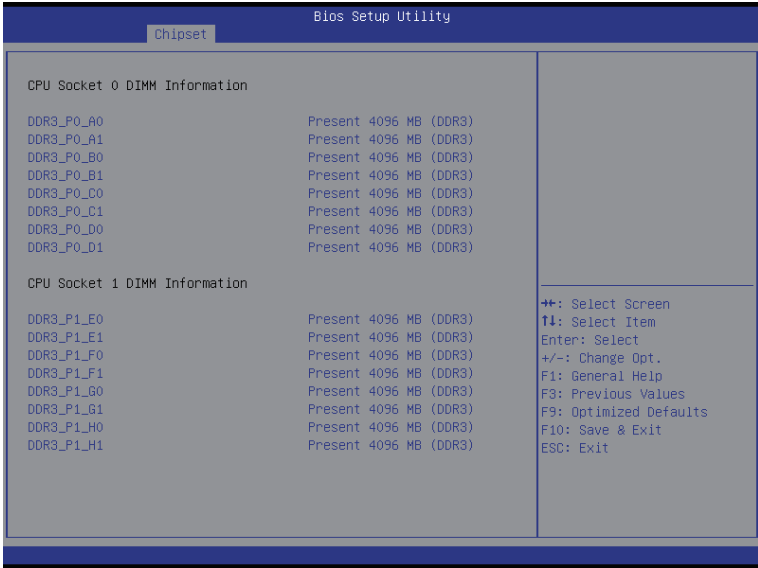 Bios Setup Utility
Chipset
CPU Socket 0 DIMM Information
DDR3_P0_A0 Present 4096 MB (DDR3)
DDR3_P0_A1 Present 4096 MB (DDR3)
DDR3_P0_B0 Present 4096 MB (DDR3)
DDR3_P0_B1 Present 4096 MB (DDR3)
DDR3_P0_C0 Present 4096 MB (DDR3)
DDR3_P0_C1 Present 4096 MB (DDR3)
DDR3_P0_D0 Present 4096 MB (DDR3)
DDR3_P0_D1 Present 4096 MB (DDR3)
CPU Socket 1 DIMM Information
DDR3_P1_E0 Present 4096 MB (DDR3)
DDR3_P1_E1 Present 4096 MB (DDR3)
DDR3_P1_F0 Present 4096 MB (DDR3)
DDR3_P1_F1 Present 4096 MB (DDR3)
DDR3_P1_G0 Present 4096 MB (DDR3)
DDR3_P1_G1 Present 4096 MB (DDR3)
DDR3_P1_H0 Present 4096 MB (DDR3)
DDR3_P1_H1 Present 4096 MB (DDR3)
→←: Select Screen
↑↓: Select Item
Enter: Select
+/-: Change Opt.
F1: General Help
F3: Previous Values
F9: Optimized Defaults
F10: Save & Exit
ESC: Exit